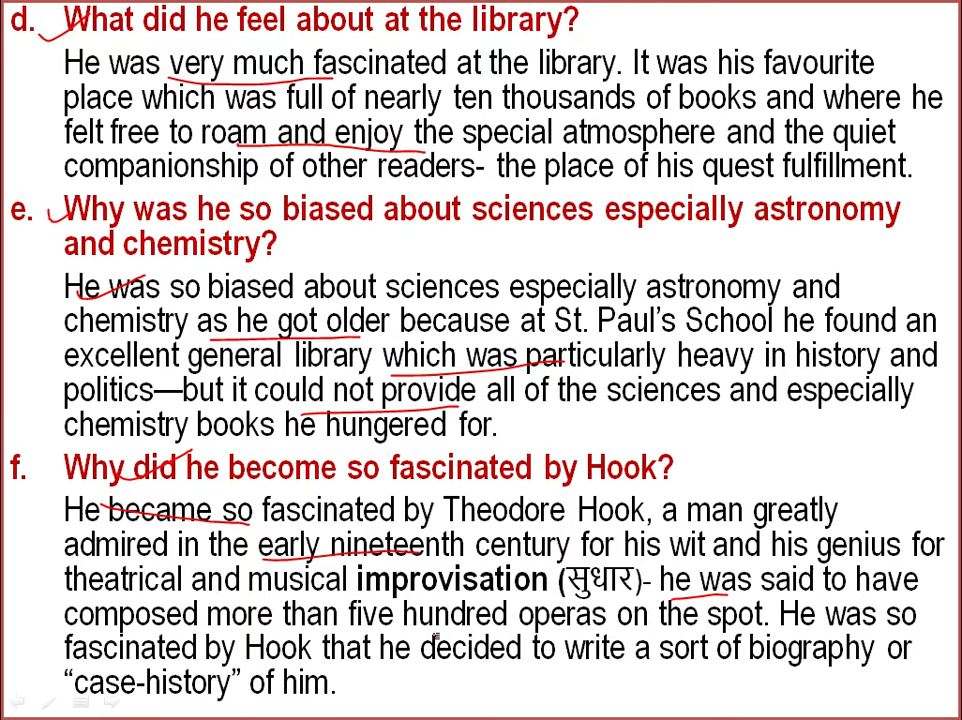 d. What did he feel about at the library?
He was very much fascinated at the library. It was his favourite
place which was full of nearly ten thousands of books and where he
felt free to roam and enjoy the special atmosphere and the quiet
companionship of other readers- the place of his quest fulfillment.
e. Why was he so biased about sciences especially astronomy
and chemistry?
He was so biased about sciences especially astronomy and
chemistry as he got older because at St. Paul’s School he found an
excellent general library which was particularly heavy in history and
politics—but it could not provide all of the sciences and especially
chemistry books he hungered for.
f. Why did he become so fascinated by Hook?
He became so fascinated by Theodore Hook, a man greatly
admired in the early nineteenth century for his wit and his genius for
theatrical and musical improvisation (सुधार)- he was said to have
composed more than five hundred operas on the spot. He was so
fascinated by Hook that he decided to write a sort of biography or
“case-history” of him.